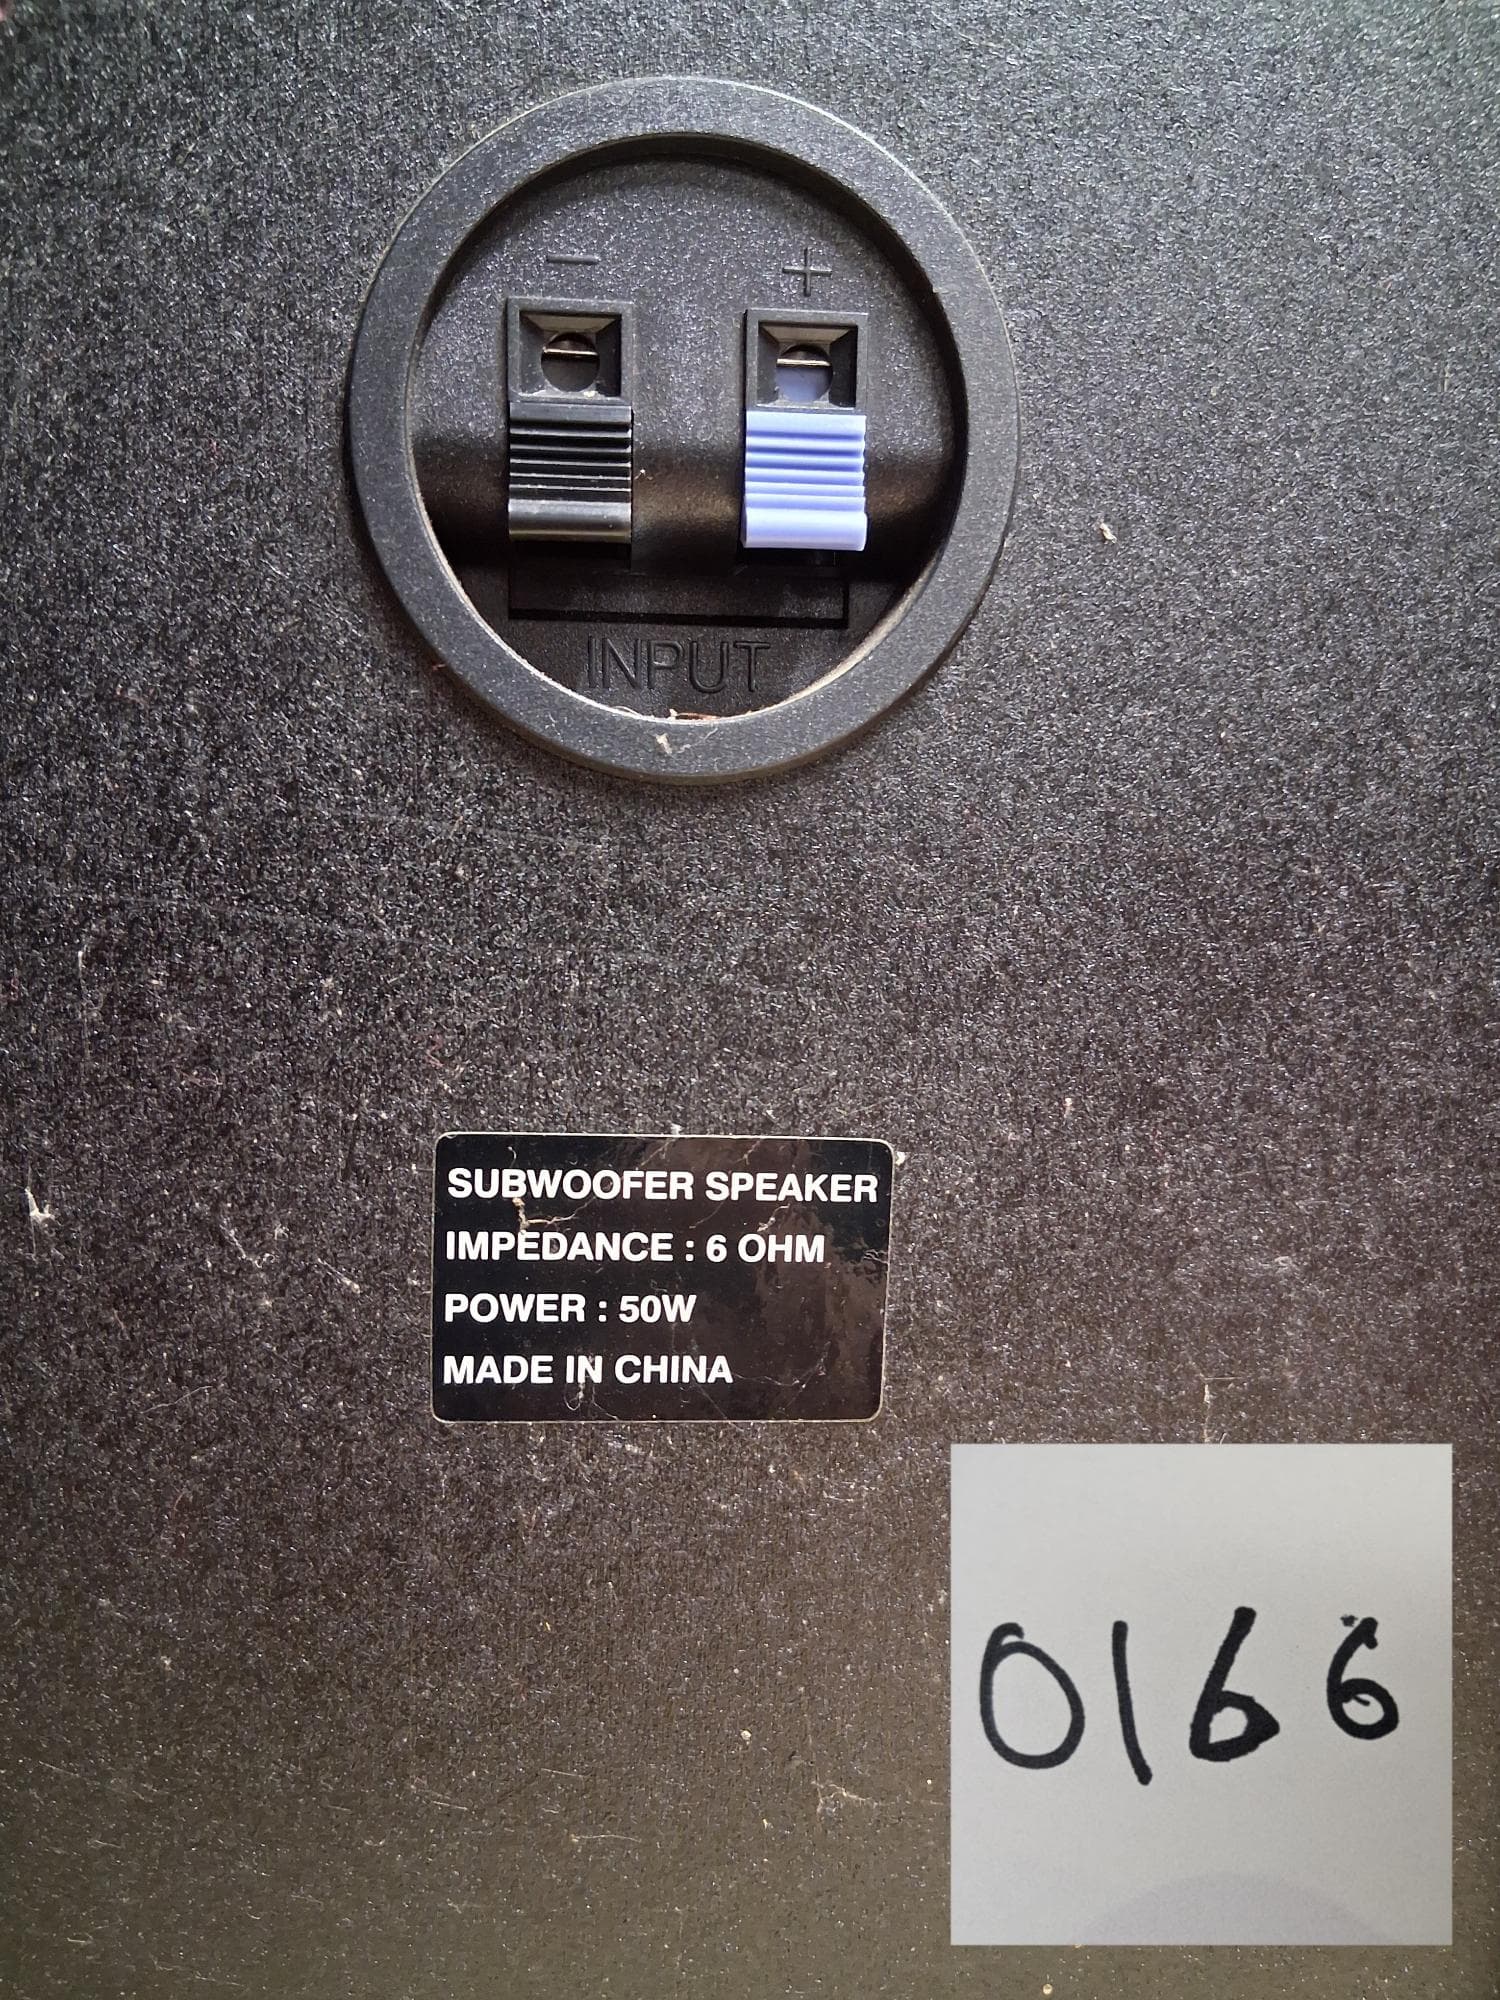 - +
INPUT
SUBWOOFER SPEAKER
IMPEDANCE : 6 OHM
POWER : 50W
MADE IN CHINA
0166